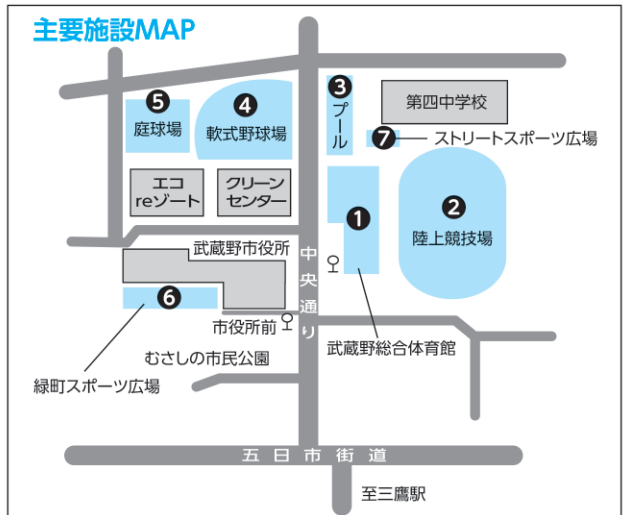 主要施設MAP
❸
プール
第四中学校
❺
庭球場
❹
軟式野球場
❼
ストリートスポーツ広場
エコ
reゾート
クリーン
センター
❶
❷
陸上競技場
武蔵野市役所
中央通り
❻
市役所前
武蔵野総合体育館
むさしの市民公園
緑町スポーツ広場
五日市街道
至三鷹駅